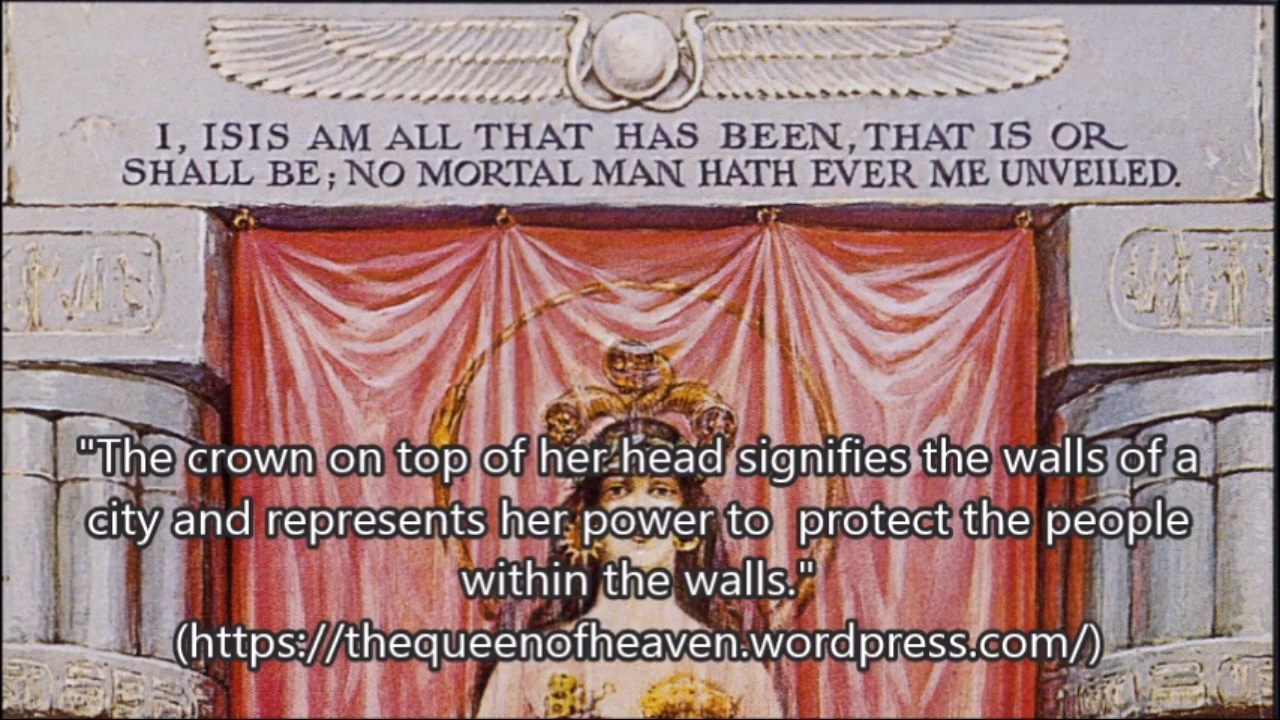 I, ISIS AM ALL THAT HAS BEEN, THAT IS OR
SHALL BE; NO MORTAL MAN HATH EVER ME UNVEILED.
"The crown on top of her head signifies the walls of a
city and represents her power to  protect the people
within the walls."
(https://thequeenofheaven.wordpress.com/)